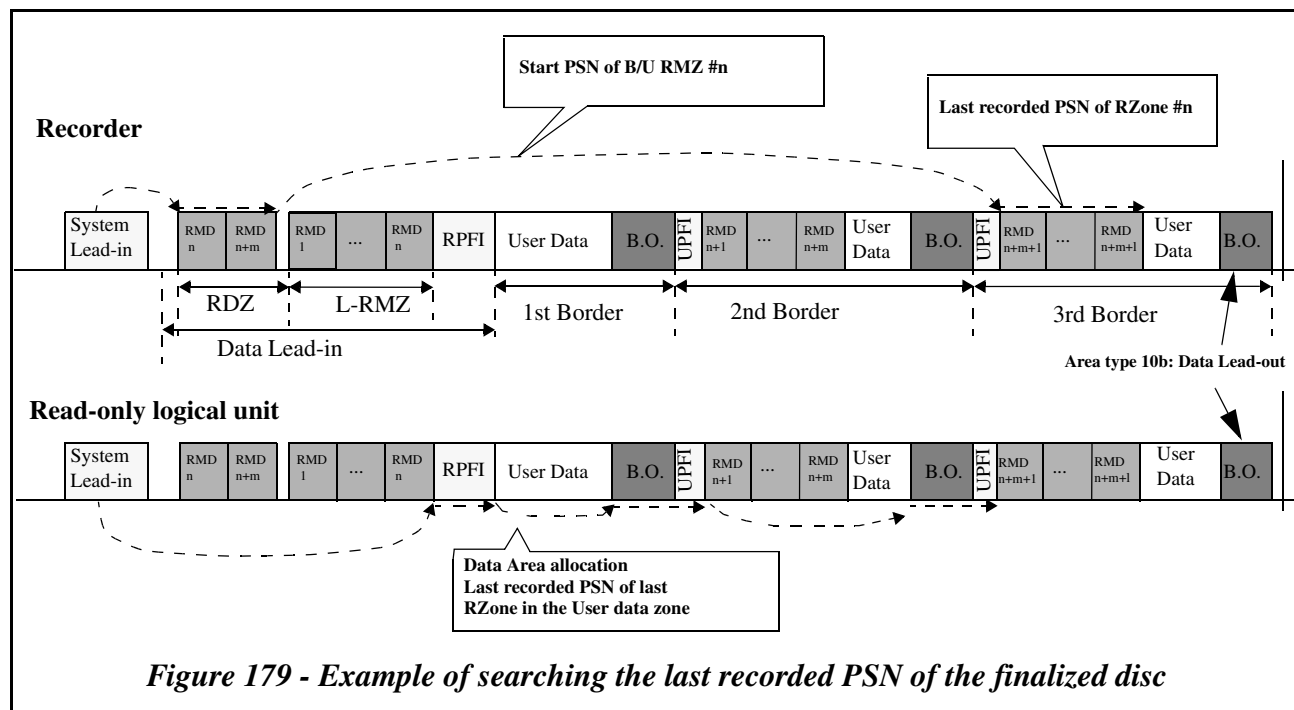 Start PSN of B/U RMZ #n
Last recorded PSN of RZone #n
Recorder
System
Lead-in
RMD
n
RMD
n+m
RMD
1
...
RMD
n
RPFI
User Data
B.O.
UPFI
RMD
n+1
...
RMD
n+m
User
Data
B.O.
UPFI
RMD
n+m+1
...
RMD
n+m+l
User
Data
B.O.
RDZ
L-RMZ
1st Border
2nd Border
3rd Border
Data Lead-in
Area type 10b: Data Lead-out
Read-only logical unit
System
Lead-in
RMD
n
RMD
n+m
RMD
1
...
RMD
n
RPFI
User Data
B.O.
UPFI
RMD
n+1
...
RMD
n+m
User
Data
B.O.
UPFI
RMD
n+m+1
...
RMD
n+m+l
User
Data
B.O.
Data Area allocation
Last recorded PSN of last
RZone in the User data zone
Figure 179 - Example of searching the last recorded PSN of the finalized disc